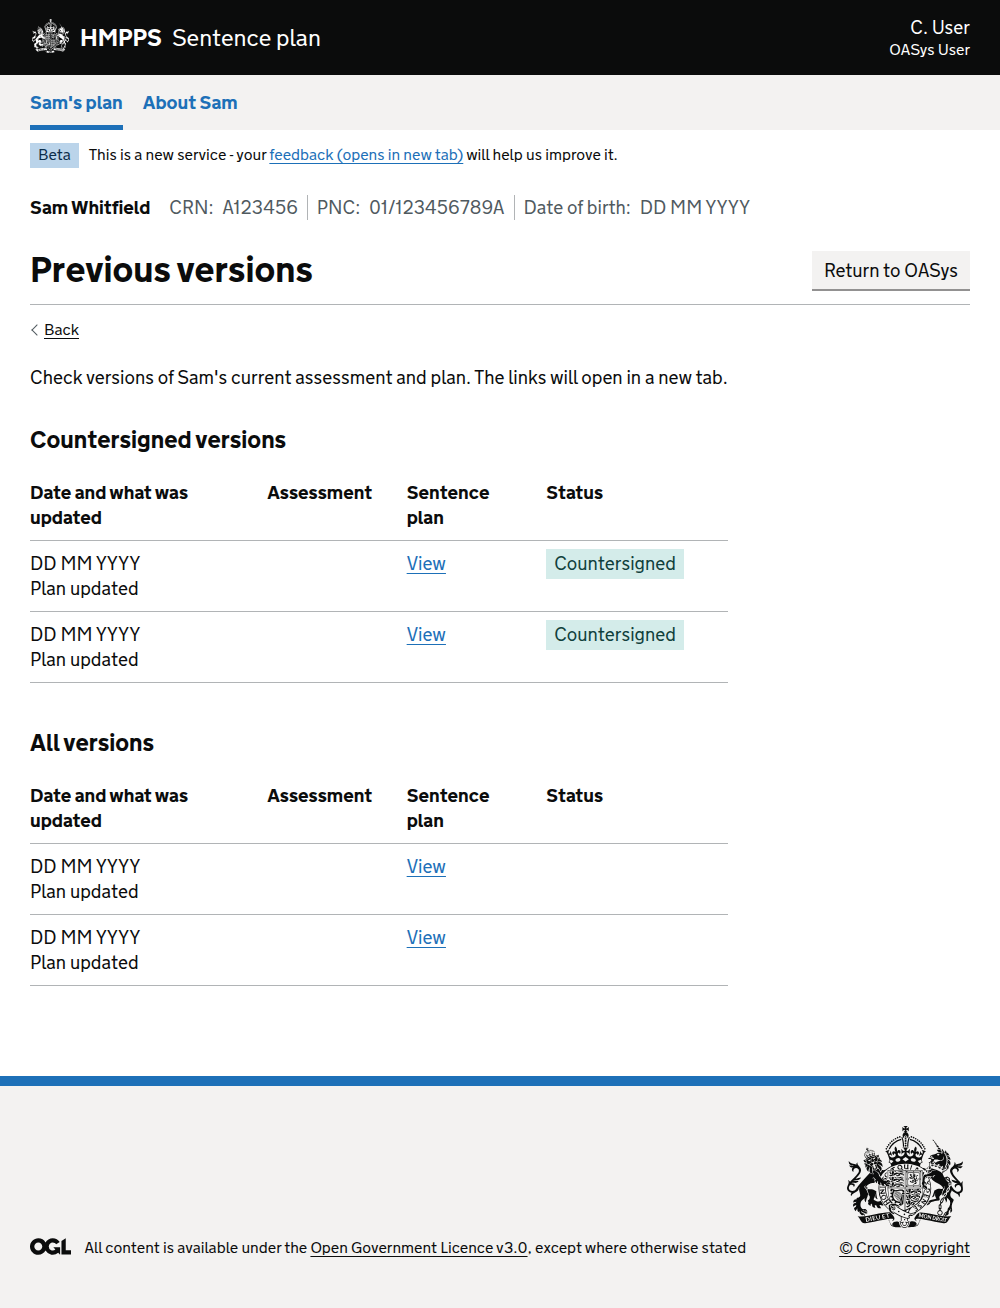 HMPPS Sentence plan
C. User
OASys User
Sam's plan About Sam
Beta This is a new service - your feedback (opens in new tab) will help us improve it.
Sam Whitfield CRN: A123456 PNC: 01/123456789A Date of birth: DD MM YYYY
Previous versions
Return to OASys
Back
Check versions of Sam's current assessment and plan. The links will open in a new tab.
Countersigned versions
Date and what was updated Assessment Sentence plan Status
DD MM YYYY View Countersigned
Plan updated
DD MM YYYY View Countersigned
Plan updated
All versions
Date and what was updated Assessment Sentence plan Status
DD MM YYYY View
Plan updated
DD MM YYYY View
Plan updated
OGL All content is available under the Open Government Licence v3.0, except where otherwise stated
© Crown copyright